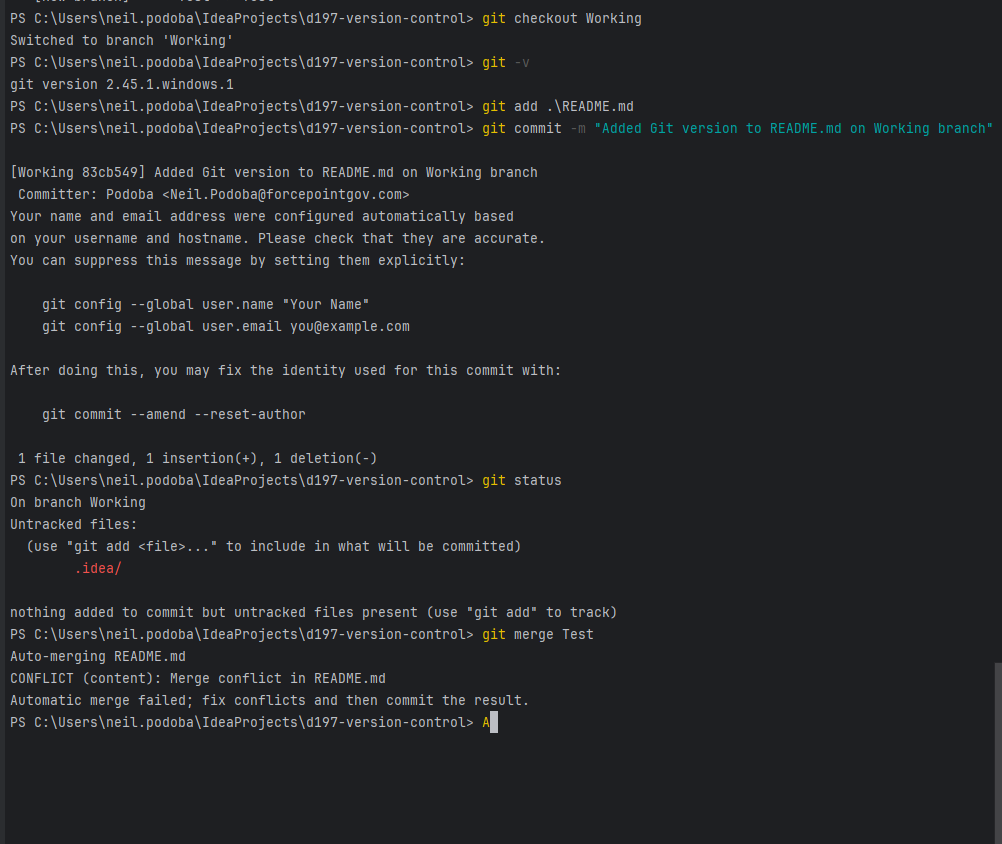 PS C:\Users\neil.podoba\IdeaProjects\d197-version-control> git checkout Working
Switched to branch 'Working'
PS C:\Users\neil.podoba\IdeaProjects\d197-version-control> git -v
git version 2.45.1.windows.1
PS C:\Users\neil.podoba\IdeaProjects\d197-version-control> git add .\README.md
PS C:\Users\neil.podoba\IdeaProjects\d197-version-control> git commit -m "Added Git version to README.md on Working branch"
[Working 83cb549] Added Git version to README.md on Working branch
 Committer: Podoba <Neil.Podoba@forcepointgov.com>
Your name and email address were configured automatically based
on your username and hostname. Please check that they are accurate.
You can suppress this message by setting them explicitly:
    git config --global user.name "Your Name"
    git config --global user.email you@example.com
After doing this, you may fix the identity used for this commit with:
    git commit --amend --reset-author
 1 file changed, 1 insertion(+), 1 deletion(-)
PS C:\Users\neil.podoba\IdeaProjects\d197-version-control> git status
On branch Working
Untracked files:
  (use "git add <file>..." to include in what will be committed)
        .idea/
nothing added to commit but untracked files present (use "git add" to track)
PS C:\Users\neil.podoba\IdeaProjects\d197-version-control> git merge Test
Auto-merging README.md
CONFLICT (content): Merge conflict in README.md
Automatic merge failed; fix conflicts and then commit the result.
PS C:\Users\neil.podoba\IdeaProjects\d197-version-control> A